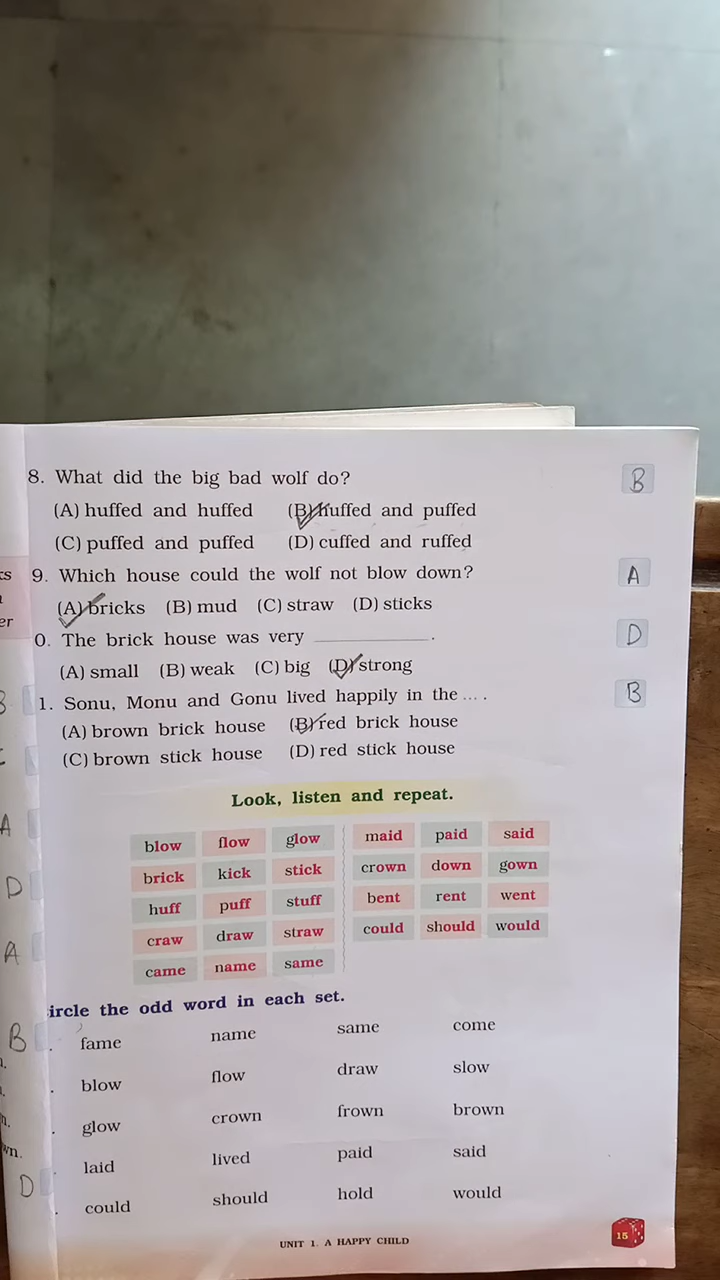 8. What did the big bad wolf do? B
(A) huffed and huffed (B) huffed and puffed
(C) puffed and puffed (D) cuffed and ruffed
9. Which house could the wolf not blow down? A
(A) bricks (B) mud (C) straw (D) sticks
0. The brick house was very ____________. D
(A) small (B) weak (C) big (D) strong
1. Sonu, Monu and Gonu lived happily in the ... . B
(A) brown brick house (B) red brick house
(C) brown stick house (D) red stick house
Look, listen and repeat.
blow flow glow maid paid said
brick kick stick crown down gown
huff puff stuff bent rent went
craw draw straw could should would
came name same
ircle the odd word in each set.
fame name same come
blow flow draw slow
glow crown frown brown
laid lived paid said
could should hold would
UNIT 1. A HAPPY CHILD 15
er
A
D
A
B
wn.
D